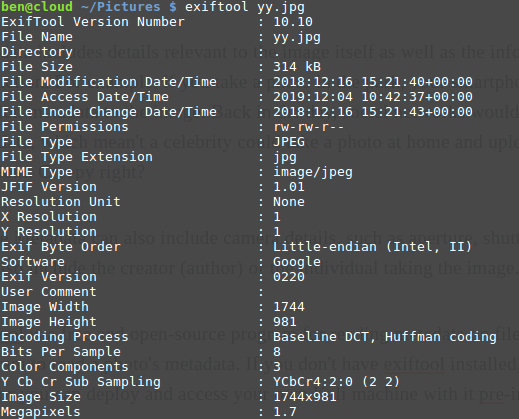 ben@cloud ~/Pictures $ exiftool yy.jpg
ExifTool Version Number : 10.10
File Name : yy.jpg
Directory : .
File Size : 314 kB
File Modification Date/Time : 2018:12:16 15:21:40+00:00
File Access Date/Time : 2019:12:04 10:42:37+00:00
File Inode Change Date/Time : 2018:12:16 15:21:43+00:00
File Permissions : rw-rw-r--
File Type : JPEG
File Type Extension : jpg
MIME Type : image/jpeg
JFIF Version : 1.01
Resolution Unit : None
X Resolution : 1
Y Resolution : 1
Exif Byte Order : Little-endian (Intel, II)
Software : Google
Exif Version : 0220
User Comment :
Image Width : 1744
Image Height : 981
Encoding Process : Baseline DCT, Huffman coding
Bits Per Sample : 8
Color Components : 3
Y Cb Cr Sub Sampling : YCbCr4:2:0 (2 2)
Image Size : 1744x981
Megapixels : 1.7